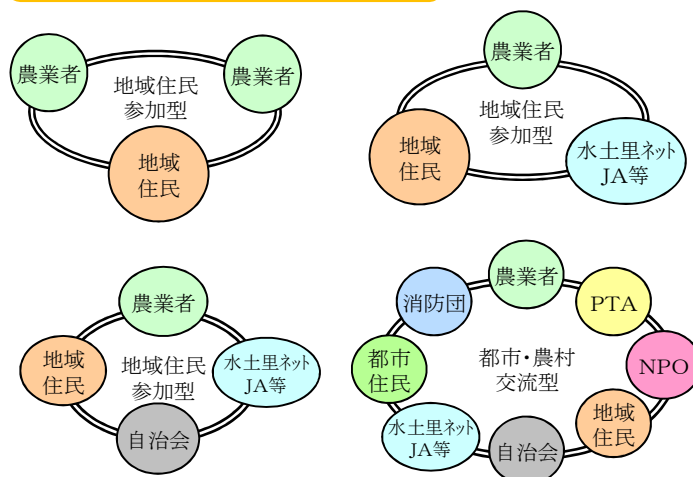 農業者
農業者
地域住民
参加型
地域
住民
農業者
地域住民
参加型
地域
住民
水土里ネット
JA等
農業者
地域
住民
地域住民
参加型
水土里ネット
JA等
自治会
農業者
消防団
PTA
都市
住民
都市・農村
交流型
NPO
水土里ネット
JA等
自治会
地域
住民